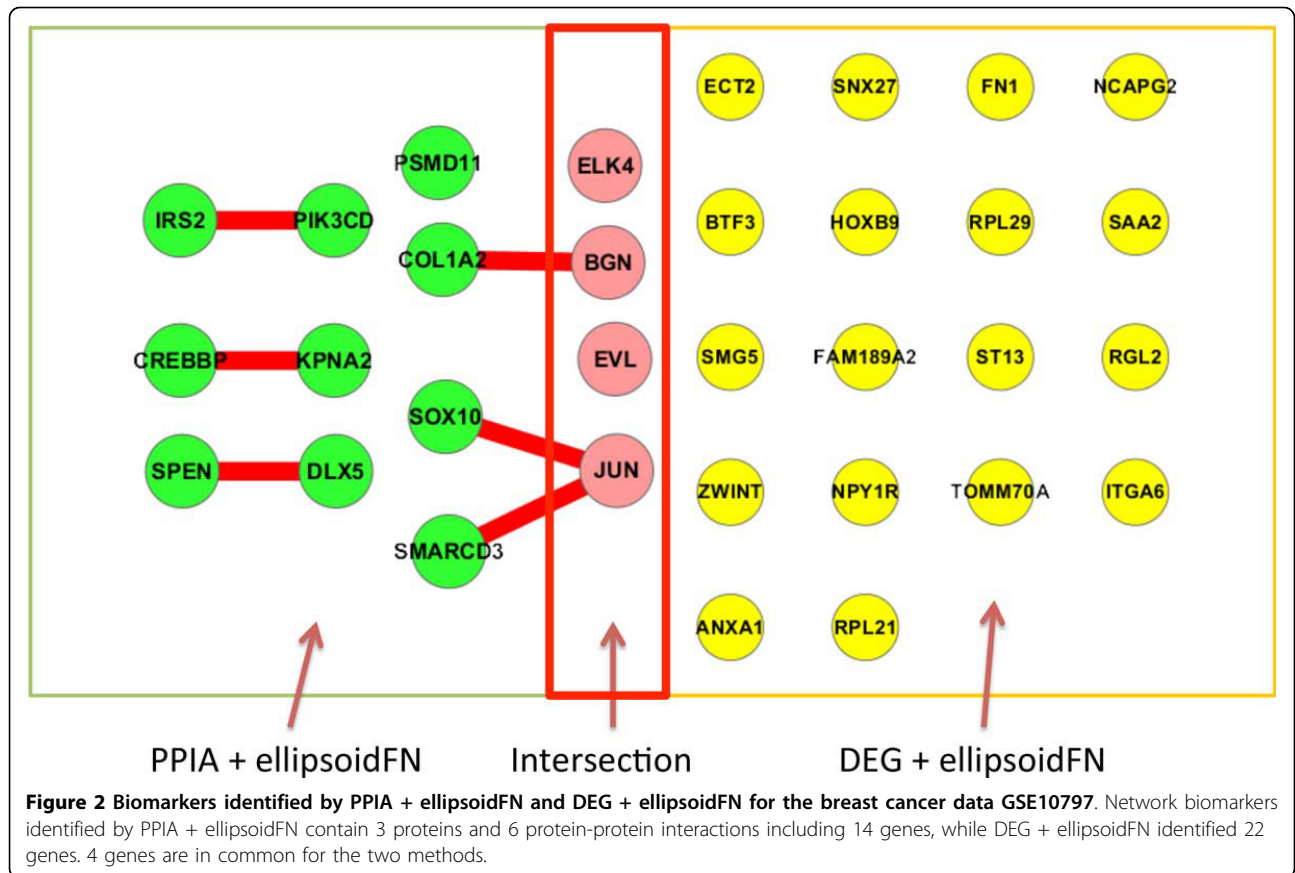 ECT2 SNX27 FN1 NCAPG2
PSMD11 ELK4
IRS2 PIK3CD BTF3 HOXB9 RPL29 SAA2
COL1A2 BGN
CREBBP KPNA2 EVL SMG5 FAM189A2 ST13 RGL2
SOX10
SPEN DLX5 JUN ZWINT NPY1R TOMM70A ITGA6
SMARCD3
ANXA1 RPL21
PPIA + ellipsoidFN Intersection DEG + ellipsoidFN
Figure 2 Biomarkers identified by PPIA + ellipsoidFN and DEG + ellipsoidFN for the breast cancer data GSE10797. Network biomarkers
identified by PPIA + ellipsoidFN contain 3 proteins and 6 protein-protein interactions including 14 genes, while DEG + ellipsoidFN identified 22
genes. 4 genes are in common for the two methods.